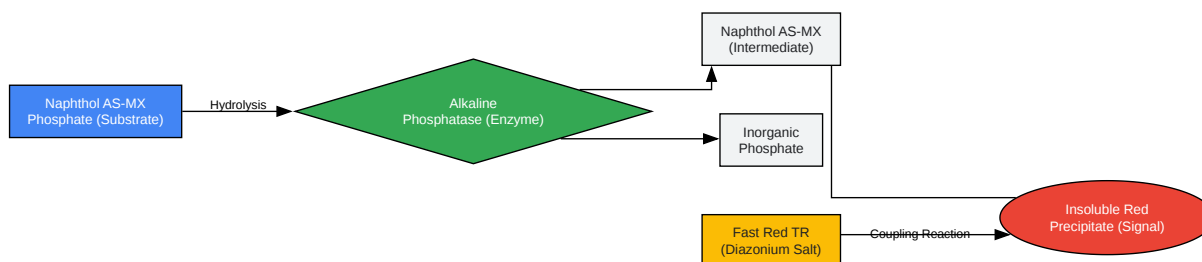 Naphthol AS-MX
Phosphate (Substrate)
Hydrolysis
Alkaline
Phosphatase (Enzyme)
Naphthol AS-MX
(Intermediate)
Inorganic
Phosphate
Fast Red TR
(Diazonium Salt)
Coupling Reaction
Insoluble Red
Precipitate (Signal)